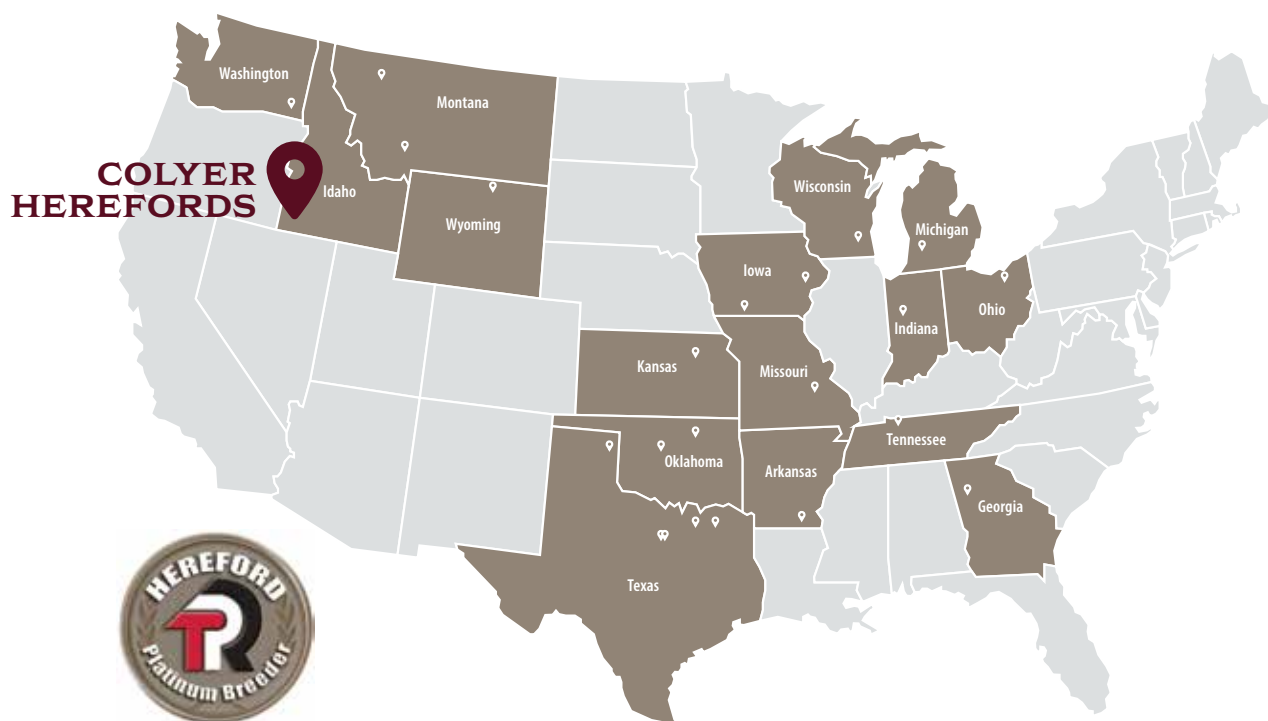 Washington
Montana
COLYER
HEREFORDS
Idaho
Wyoming
Wisconsin
Michigan
Iowa
Ohio
Indiana
Kansas
Missouri
Tennessee
Oklahoma
Arkansas
Georgia
Texas
HEREFORD
TPR
Platinum Breeder